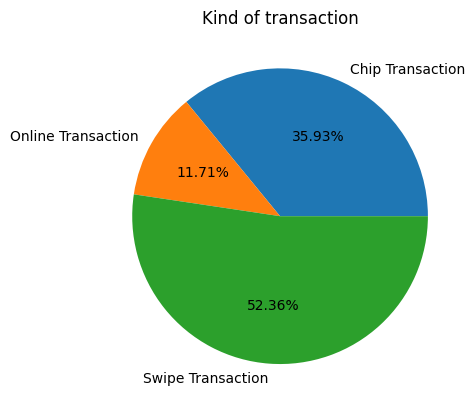 Kind of transaction
Chip Transaction
35.93%
Online Transaction
11.71%
52.36%
Swipe Transaction